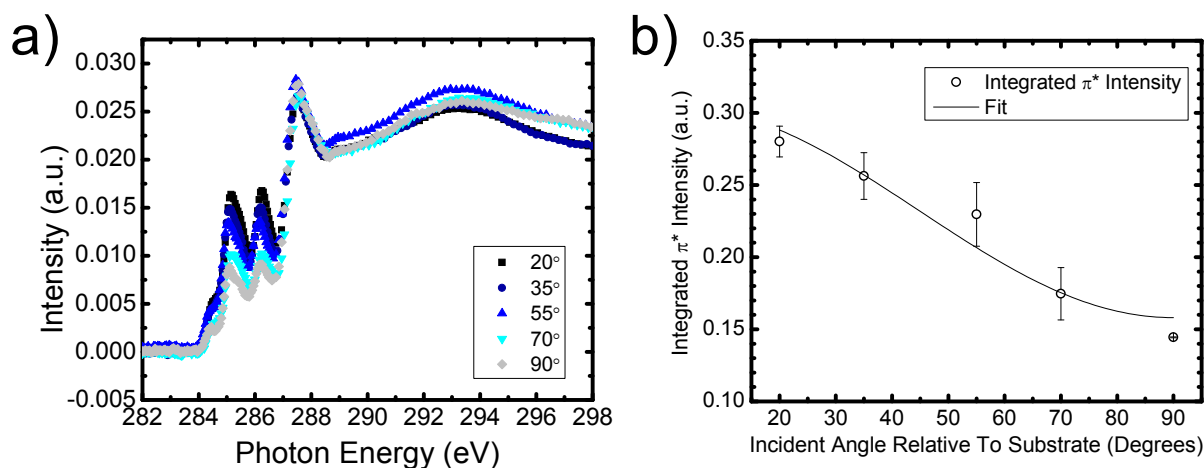 a)
0.030
0.025
0.020
0.015
0.010
0.005
0.000
-0.005
Intensity (a.u.)
20°
35°
55°
70°
90°
282 284 286 288 290 292 294 296 298
Photon Energy (eV)
b)
0.35
0.30
0.25
0.20
0.15
0.10
Integrated π* Intensity (a.u.)
Integrated π* Intensity
Fit
20 30 40 50 60 70 80 90
Incident Angle Relative To Substrate (Degrees)